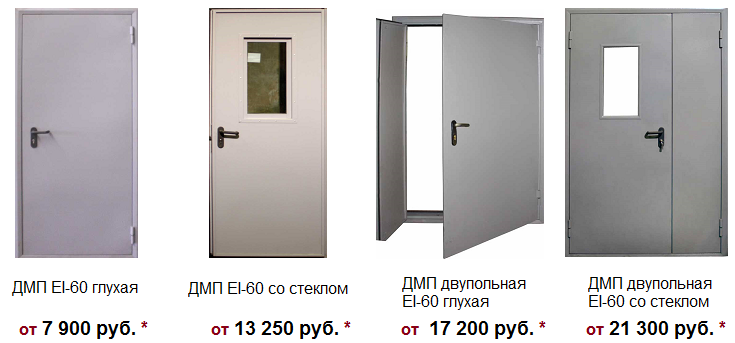 ДМП EI-60 глухая
от 7 900 руб. *
ДМП EI-60 со стеклом
от 13 250 руб. *
ДМП двупольная
EI-60 глухая
от 17 200 руб. *
ДМП двупольная
EI-60 со стеклом
от 21 300 руб. *